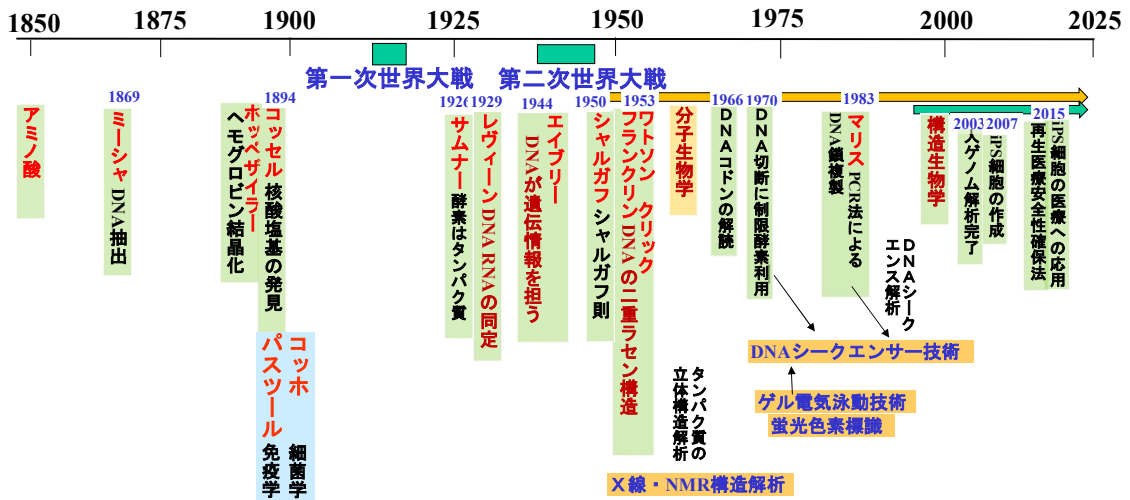 1850
1875
1900
1925
1950
1975
2000
2025
第一次世界大戦
第二次世界大戦
アミノ酸
1869
ミーシャ DNA抽出
ホッペザイラー
ヘモグロビン結晶化
1894
コッセル 核酸塩基の発見
コッホ
パスツール
細菌学
免疫学
1926
サムナー 酵素はタンパク質
1929
レヴィーン DNA RNAの同定
1944
エイブリー
DNAが遺伝情報を担う
1950
シャルガフ シャルガフ則
1953
ワトソン クリック
フランクリン DNAの二重ラセン構造
分子生物学
タンパク質の
立体構造解析
X線・NMR構造解析
1966
DNAコドンの解読
1970
DNA切断に制限酵素利用
1983
マリス PCR法による
DNA鎖複製
DNAシーク
エンス解析
DNAシークエンサー技術
ゲル電気泳動技術
蛍光色素標識
構造生物学
2003
ゲノム解析完了
2007
iPS細胞の作成
2015
再生医療安全性確保法
iPS細胞の医療への応用